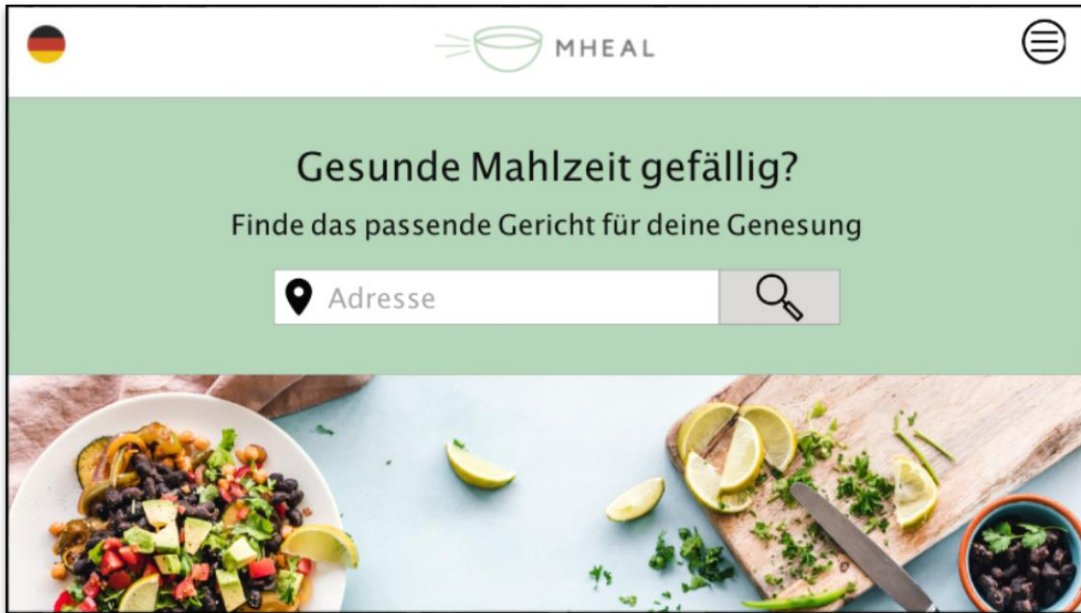 MHEAL
Gesunde Mahlzeit gefällig?
Finde das passende Gericht für deine Genesung
Adresse